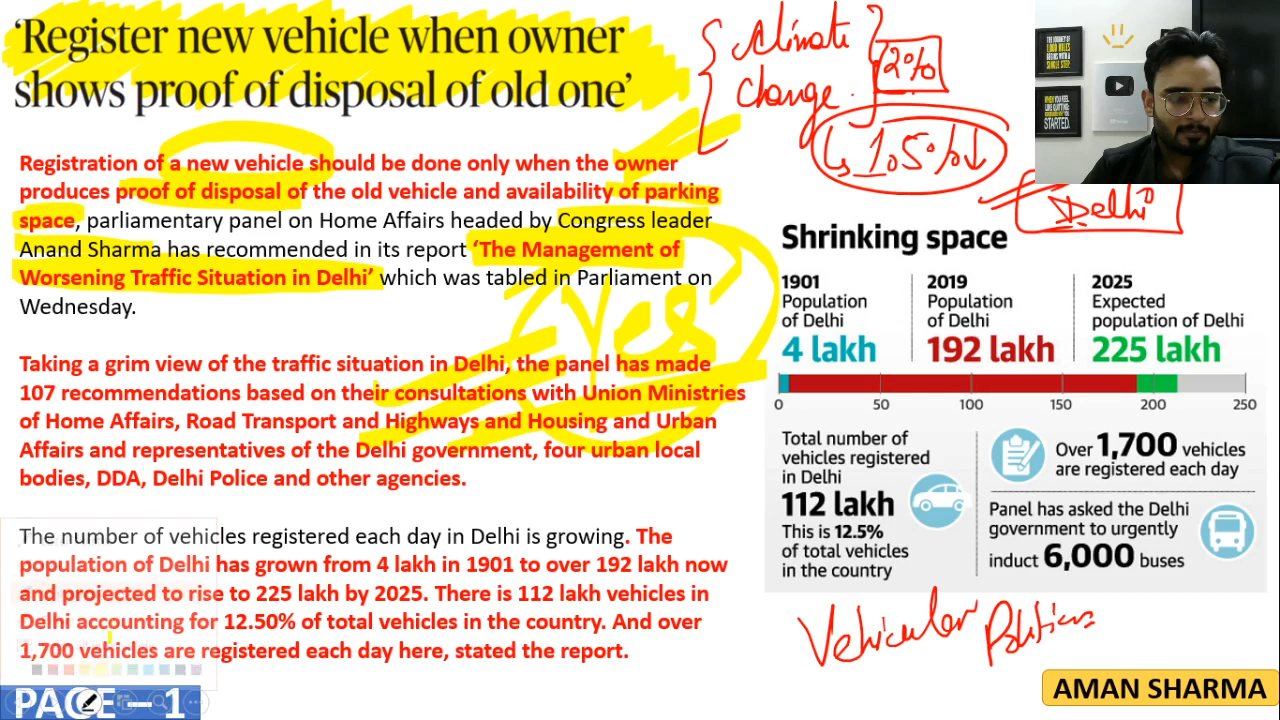 ‘Register new vehicle when owner
shows proof of disposal of old one’
Registration of a new vehicle should be done only when the owner
produces proof of disposal of the old vehicle and availability of parking
space, parliamentary panel on Home Affairs headed by Congress leader
Anand Sharma has recommended in its report ‘The Management of
Worsening Traffic Situation in Delhi’ which was tabled in Parliament on
Wednesday.
Taking a grim view of the traffic situation in Delhi, the panel has made
107 recommendations based on their consultations with Union Ministries
of Home Affairs, Road Transport and Highways and Housing and Urban
Affairs and representatives of the Delhi government, four urban local
bodies, DDA, Delhi Police and other agencies.
The number of vehicles registered each day in Delhi is growing. The
population of Delhi has grown from 4 lakh in 1901 to over 192 lakh now
and projected to rise to 225 lakh by 2025. There is 112 lakh vehicles in
Delhi accounting for 12.50% of total vehicles in the country. And over
1,700 vehicles are registered each day here, stated the report.
PAGE – 1
Yes
Climate
change
2%
Delhi
Shrinking space
1901
Population
of Delhi
4 lakh
2019
Population
of Delhi
192 lakh
2025
Expected
population of Delhi
225 lakh
0 50 100 150 200 250
Total number of
vehicles registered
in Delhi
112 lakh
This is 12.5%
of total vehicles
in the country
Over 1,700 vehicles
are registered each day
Panel has asked the Delhi
government to urgently
induct 6,000 buses
Vehicular
AMAN SHARMA
THE JOURNEY OF
1,000 MILES
BEGINS WITH A
SINGLE STEP.
STARTED.